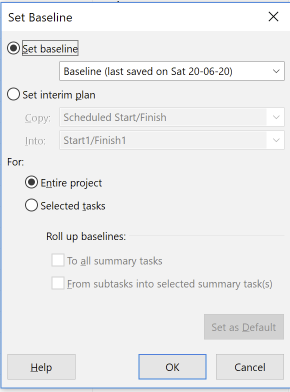 Set Baseline
Set baseline
Baseline (last saved on Sat 20-06-20)
Set interim plan
Copy: Scheduled Start/Finish
Into: Start1/Finish1
For:
Entire project
Selected tasks
Roll up baselines:
To all summary tasks
From subtasks into selected summary task(s)
Set as Default
Help OK Cancel